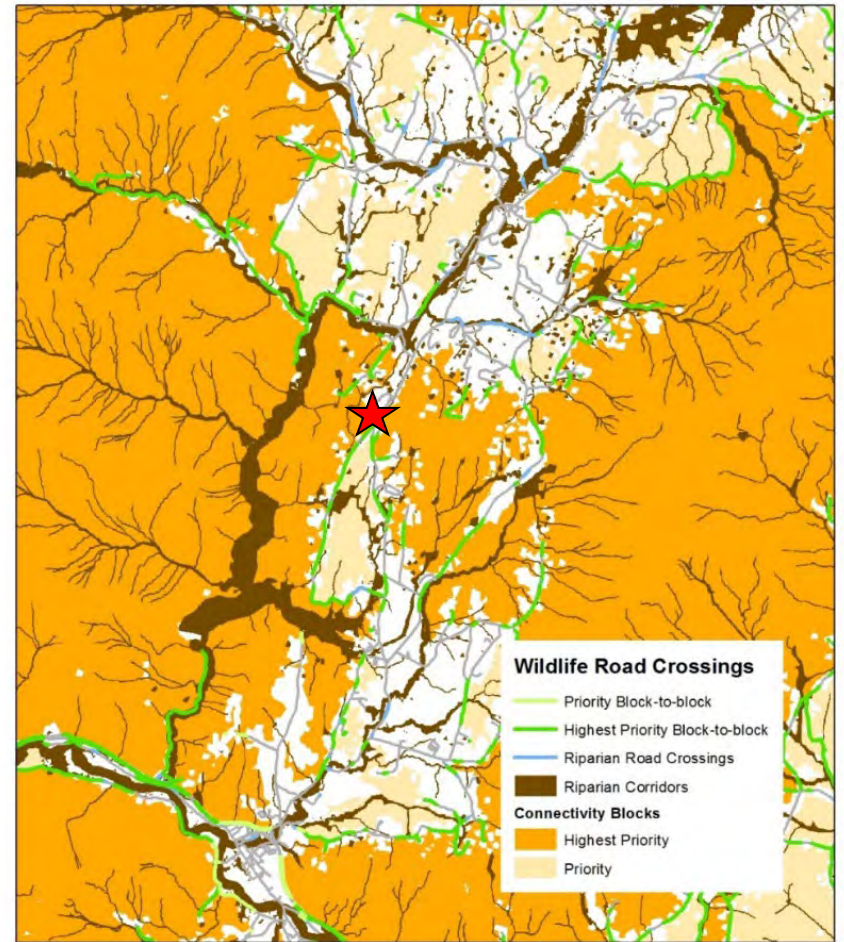 Wildlife Road Crossings
Priority Block-to-block
Highest Priority Block-to-block
Riparian Road Crossings
Riparian Corridors
Connectivity Blocks
Highest Priority
Priority